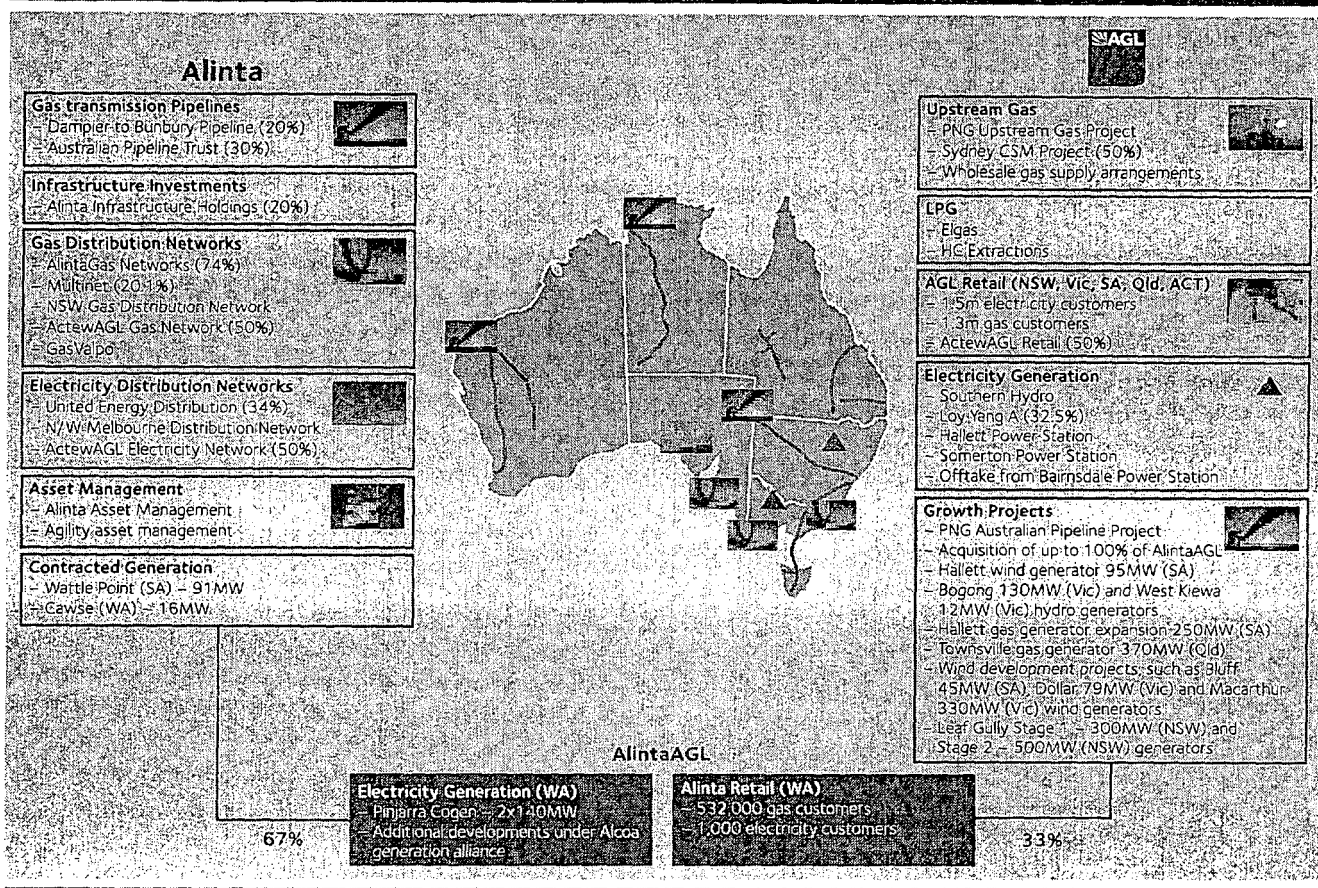 Alinta
Gas transmission Pipelines
– Dampier to Bunbury Pipeline (20%)
– Australian Pipeline Trust (30%)
Infrastructure Investments
– Alinta Infrastructure Holdings (20%)
Gas Distribution Networks
– AlintaGas Networks (74%)
– Multinet (20.1%)
– NSW Gas Distribution Network
– ActewAGL Gas Network (50%)
– GasValpo
Electricity Distribution Networks
– United Energy Distribution (34%)
– N/W Melbourne Distribution Network
– ActewAGL Electricity Network (50%)
Asset Management
– Alinta Asset Management
– Agility asset management
Contracted Generation
– Wattle Point (SA) – 91MW
– Cawse (WA) – 16MW
AGL
Upstream Gas
– PNG Upstream Gas Project
– Sydney CSM Project (50%)
– Wholesale gas supply arrangements
LPG
– Elgas
– HC Extractions
AGL Retail (NSW, Vic, SA, Qld, ACT)
– 1.5m electricity customers
– 1.3m gas customers
– ActewAGL Retail (50%)
Electricity Generation
– Southern Hydro
– Loy Yang A (32.5%)
– Hallett Power Station
– Somerton Power Station
– Offtake from Bairnsdale Power Station
Growth Projects
– PNG Australian Pipeline Project
– Acquisition of up to 100% of AlintaAGL
– Hallett wind generator 95MW (SA)
– Bogong 130MW (Vic) and West Kiewa
12MW (Vic) hydro generators
– Hallett gas generator expansion 250MW (SA)
– Townsville gas generator 370MW (Qld)
– Wind development projects, such as Bluff
45MW (SA), Dollar 79MW (Vic) and Macarthur
330MW (Vic) wind generators
– Leaf Gully Stage 1 – 300MW (NSW) and
Stage 2 – 500MW (NSW) generators
AlintaAGL
Electricity Generation (WA)
– Pinjarra Cogen – 2x140MW
– Additional developments under Alcoa
generation alliance
Alinta Retail (WA)
– 532,000 gas customers
– 1,000 electricity customers
67%
33%